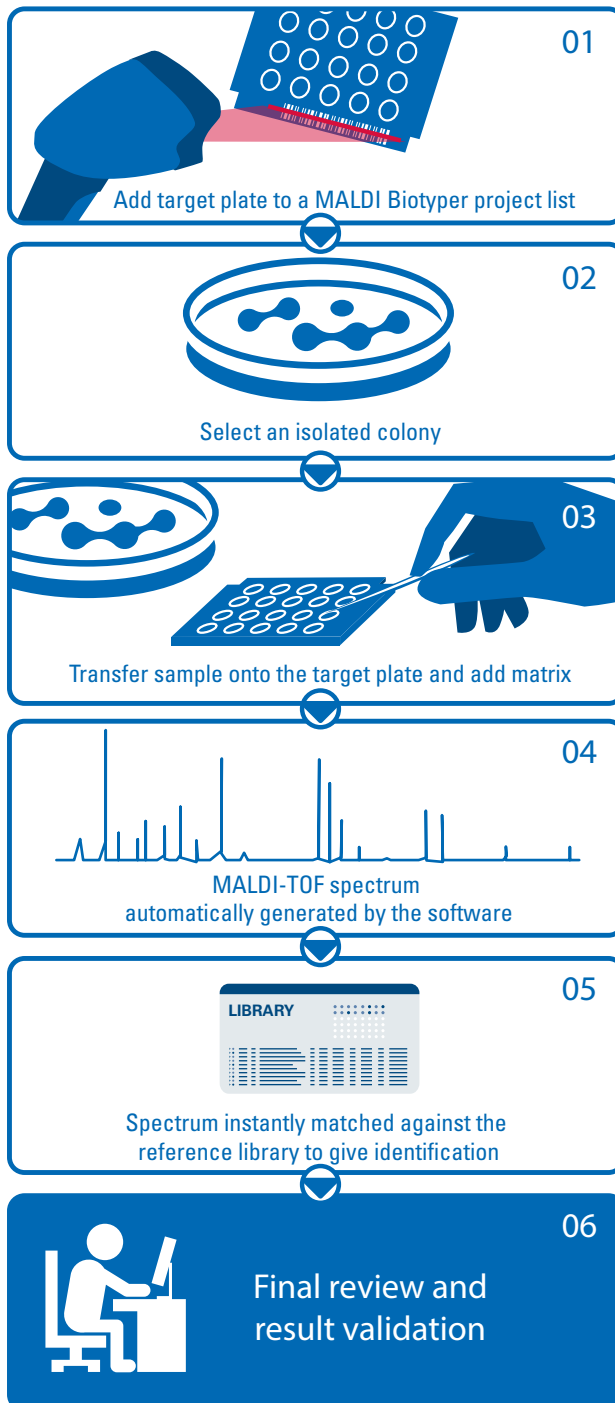 01
Add target plate to a MALDI Biotyper project list
02
Select an isolated colony
03
Transfer sample onto the target plate and add matrix
04
MALDI-TOF spectrum
automatically generated by the software
05
LIBRARY
Spectrum instantly matched against the
reference library to give identification
06
Final review and
result validation